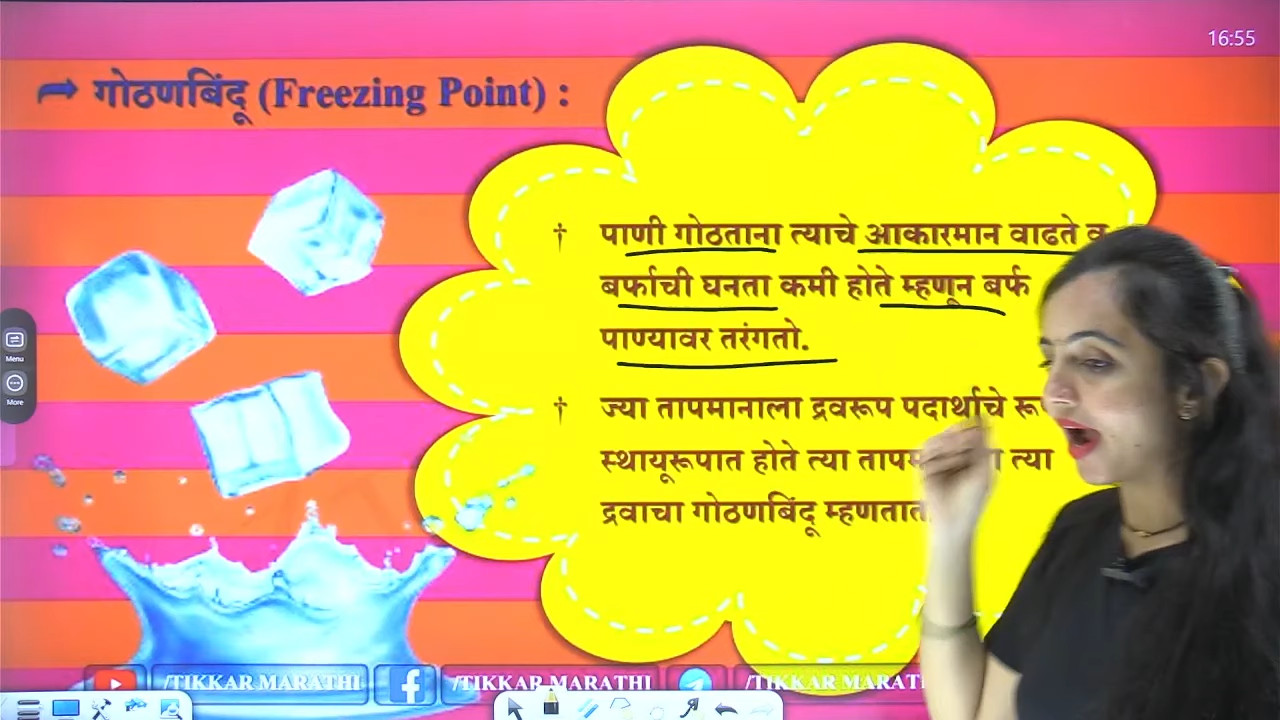 16:55
गोठणबिंदू (Freezing Point) :
† पाणी गोठताना त्याचे आकारमान वाढते व
बर्फाची घनता कमी होते म्हणून बर्फ
पाण्यावर तरंगतो.
† ज्या तापमानाला द्रवरूप पदार्थाचे
स्थायूरूपात होते त्या त्या
द्रवाचा गोठणबिंदू म्हणतात
Menu
More
/TIKKAR MARATHI /TIKKAR MARATHI /TIKKAR